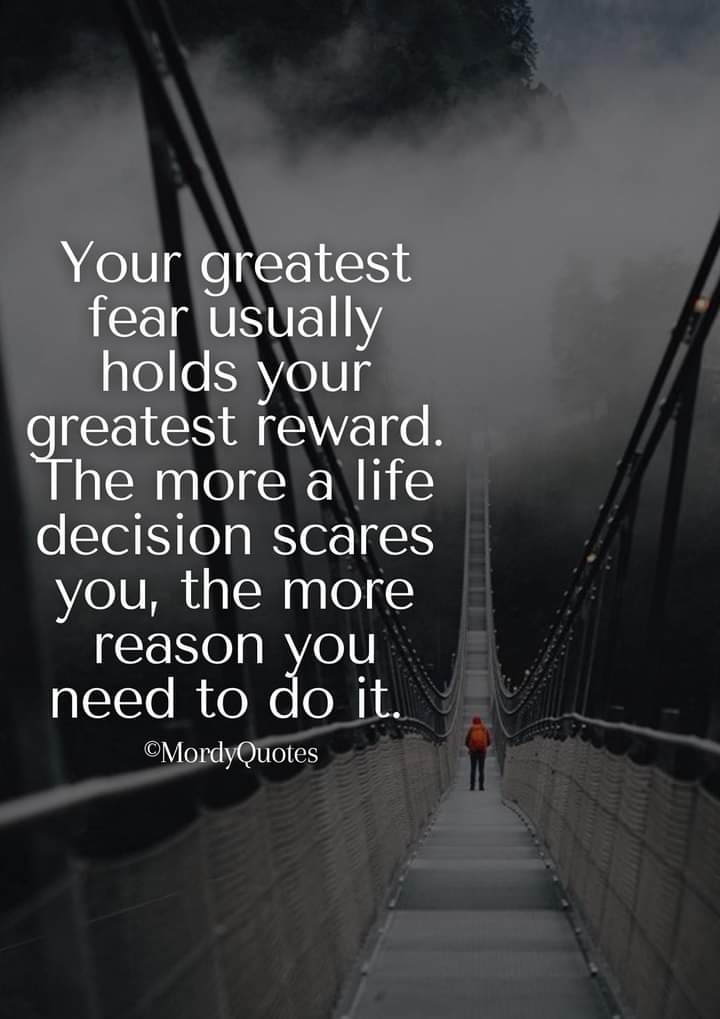 Your greatest
fear usually
holds your
greatest reward.
The more a life
decision scares
you, the more
reason you
need to do it.
©MordyQuotes